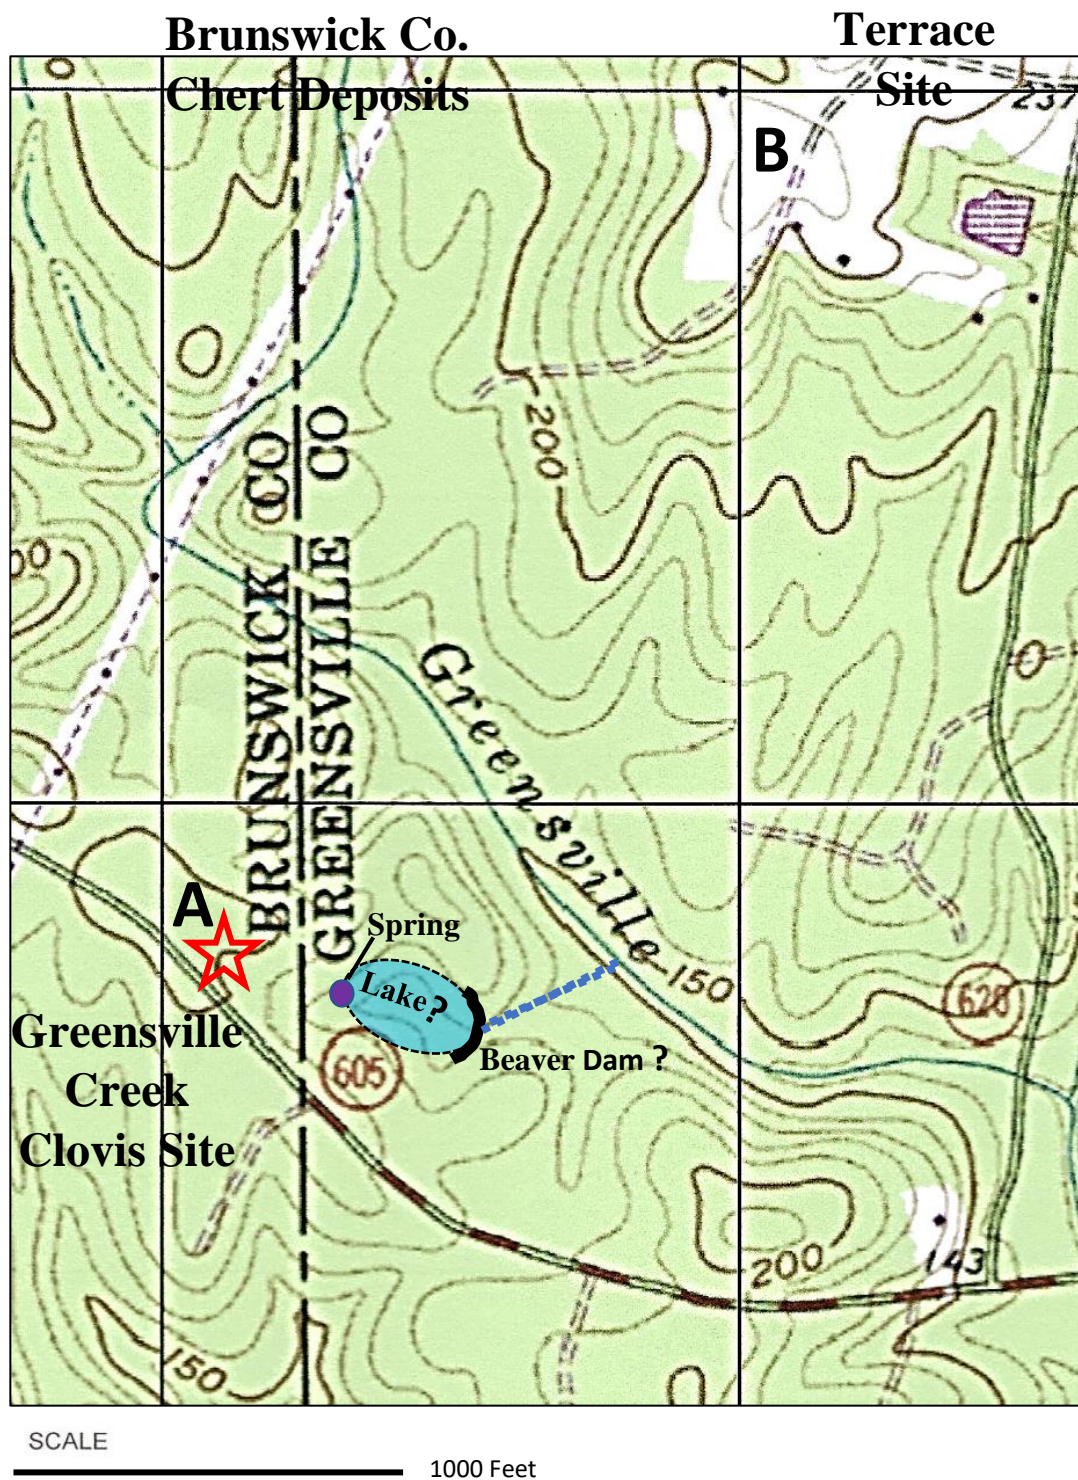 Brunswick Co.
Chert Deposits
Terrace
Site
237
B
200
00
BRUNSWICK CO
GREENSVILLE CO
Greensville
A
Spring
Lake?
150
628
Greensville
Creek
Clovis Site
605
Beaver Dam ?
200
143
150
SCALE
1000 Feet